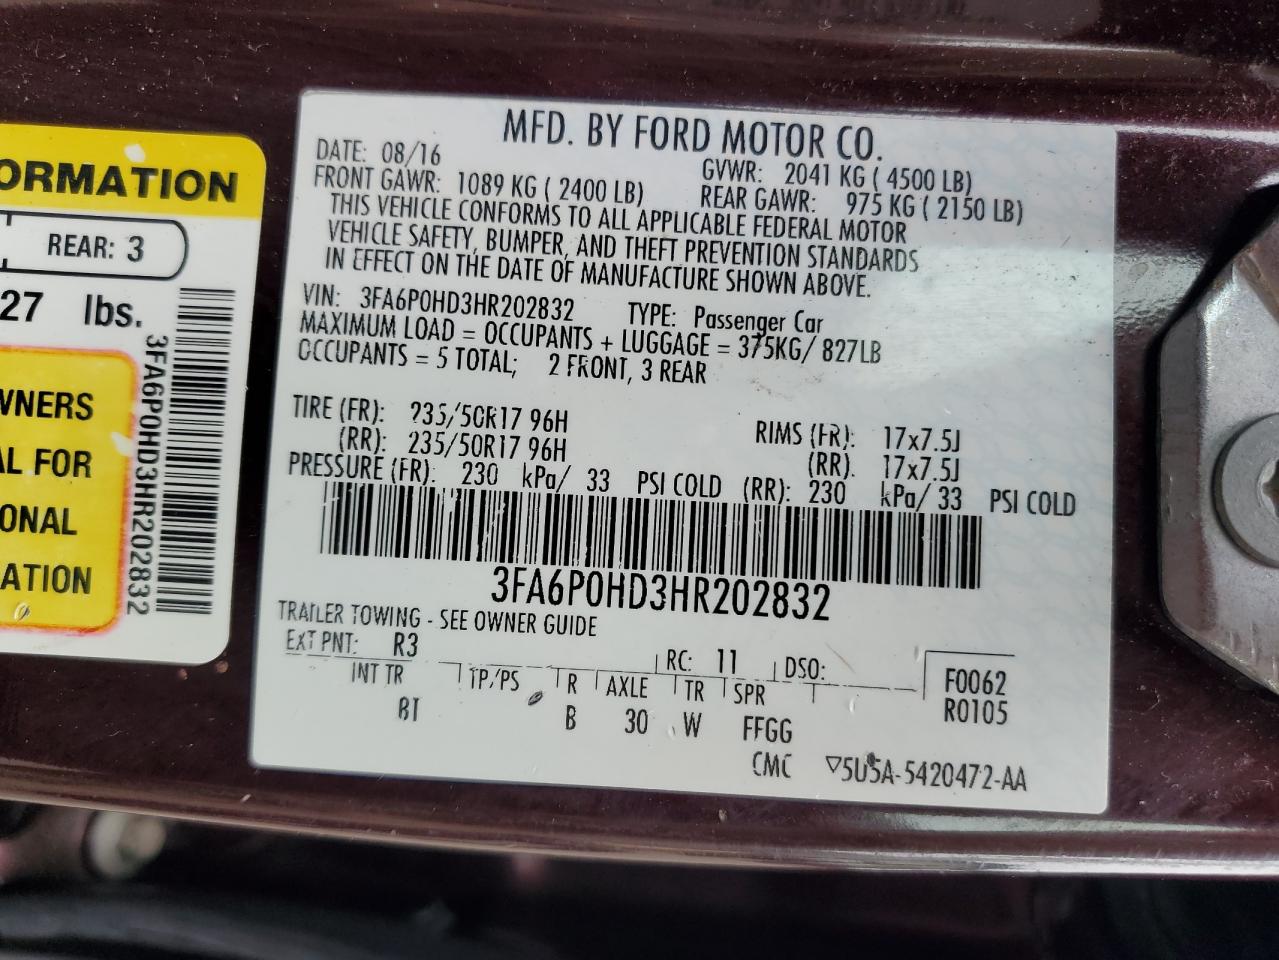 ORMATION
REAR: 3
27 lbs.
WNERS
AL FOR
ONAL
ATION
3FA6P0HD3HR202832
MFD. BY FORD MOTOR CO.
DATE: 08/16 GVWR: 2041 KG ( 4500 LB)
FRONT GAWR: 1089 KG ( 2400 LB) REAR GAWR: 975 KG ( 2150 LB)
THIS VEHICLE CONFORMS TO ALL APPLICABLE FEDERAL MOTOR
VEHICLE SAFETY, BUMPER, AND THEFT PREVENTION STANDARDS
IN EFFECT ON THE DATE OF MANUFACTURE SHOWN ABOVE.
VIN: 3FA6P0HD3HR202832 TYPE: Passenger Car
MAXIMUM LOAD = OCCUPANTS + LUGGAGE = 375KG/ 827LB
OCCUPANTS = 5 TOTAL; 2 FRONT, 3 REAR
TIRE (FR): 235/50R17 96H RIMS (FR): 17x7.5J
(RR): 235/50R17 96H (RR): 17x7.5J
PRESSURE (FR): 230 kPa/ 33 PSI COLD (RR): 230 kPa/ 33 PSI COLD
3FA6P0HD3HR202832
TRAILER TOWING - SEE OWNER GUIDE
EXT PNT: R3 RC: 11 DSO: F0062
INT TR TP/PS R AXLE TR SPR R0105
8T B 30 W FFGG
CMC ▽5U5A-5420472-AA